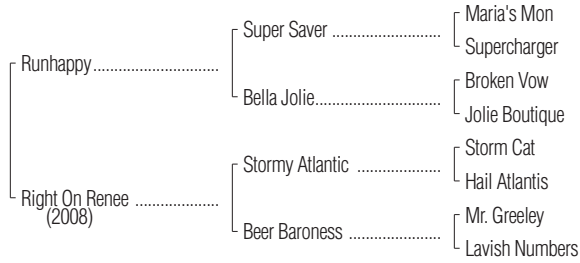 Maria's Mon
Super Saver ........................
Supercharger
Runhappy............................
Broken Vow
Bella Jolie............................
Jolie Boutique
Storm Cat
Stormy Atlantic ..................
Hail Atlantis
Right On Renee ..................
(2008)
Mr. Greeley
Beer Baroness ....................
Lavish Numbers